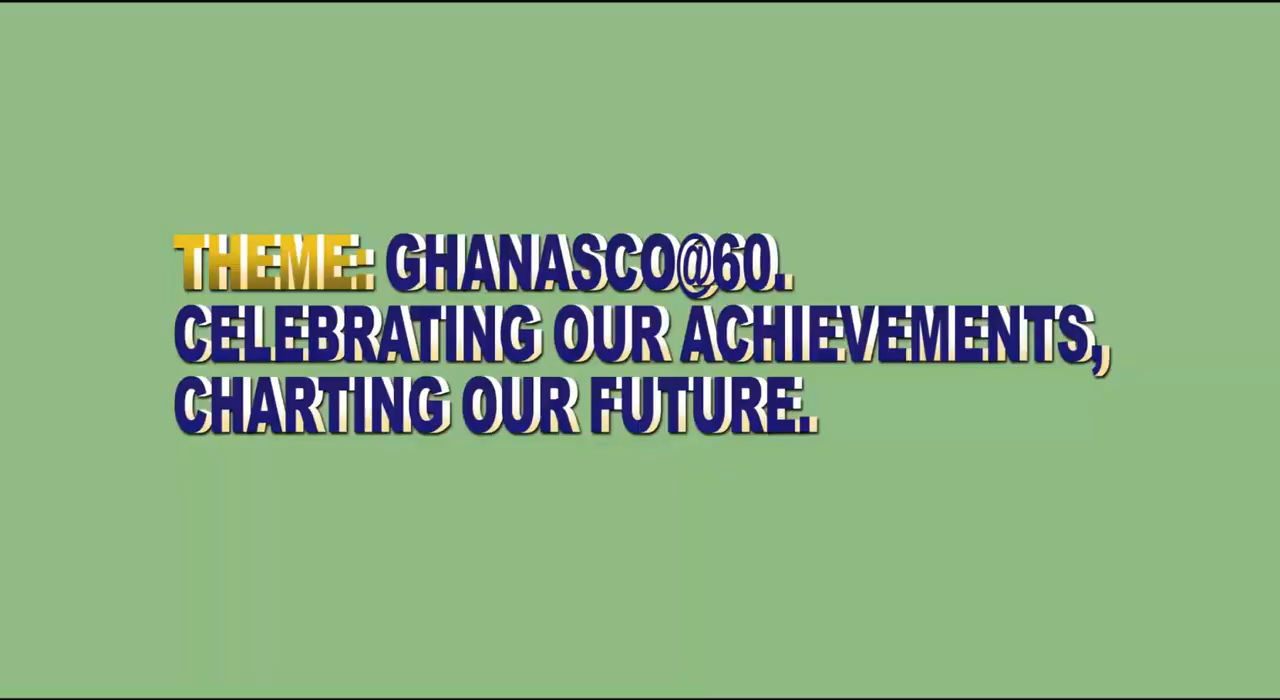 THEME: GHANASCO@60.
CELEBRATING OUR ACHIEVEMENTS,
CHARTING OUR FUTURE.